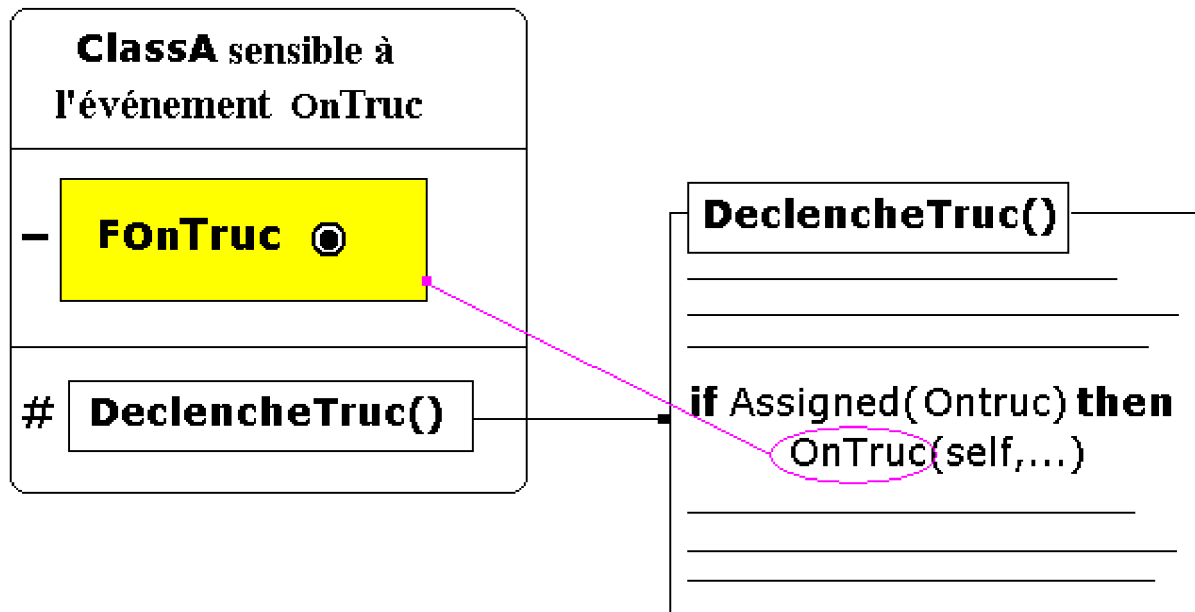 ClassA sensible à
l'événement OnTruc
– FOnTruc
# DeclencheTruc()
DeclencheTruc()
if Assigned(Ontruc) then
OnTruc(self,...)